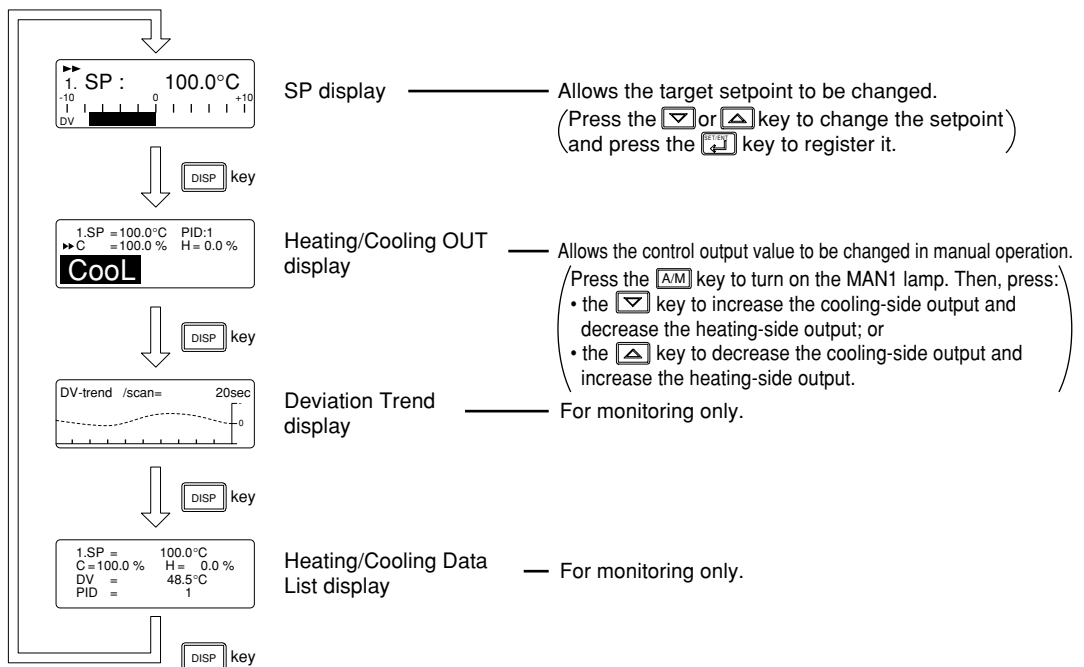 1. SP : 100.0°C
-10 0 +10
DV
SP display
Allows the target setpoint to be changed.
Press the ▽ or △ key to change the setpoint
and press the SET/ENT key to register it.
DISP key
1.SP =100.0°C PID:1
C =100.0 % H = 0.0 %
CooL
Heating/Cooling OUT
display
Allows the control output value to be changed in manual operation.
Press the A/M key to turn on the MAN1 lamp. Then, press:
• the ▽ key to increase the cooling-side output and
decrease the heating-side output; or
• the △ key to decrease the cooling-side output and
increase the heating-side output.
DISP key
DV-trend /scan= 20sec
0
Deviation Trend
display
For monitoring only.
DISP key
1.SP = 100.0°C
C=100.0 % H = 0.0 %
DV = 48.5°C
PID = 1
Heating/Cooling Data
List display
For monitoring only.
DISP key